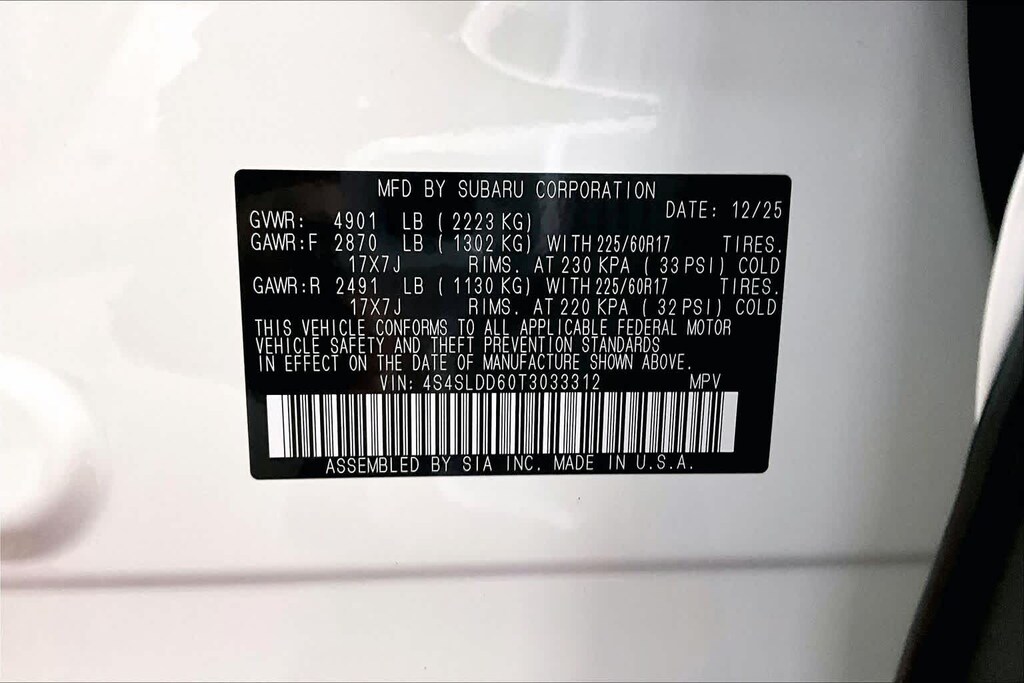 MFD BY SUBARU CORPORATION
DATE: 12/25
GVWR: 4901 LB ( 2223 KG)
GAWR:F 2870 LB ( 1302 KG) WITH 225/60R17 TIRES.
17X7J RIMS. AT 230 KPA ( 33 PSI) COLD
GAWR:R 2491 LB ( 1130 KG) WITH 225/60R17 TIRES.
17X7J RIMS. AT 220 KPA ( 32 PSI) COLD
THIS VEHICLE CONFORMS TO ALL APPLICABLE FEDERAL MOTOR
VEHICLE SAFETY AND THEFT PREVENTION STANDARDS
IN EFFECT ON THE DATE OF MANUFACTURE SHOWN ABOVE.
VIN: 4S4SLDD60T3033312 MPV
ASSEMBLED BY SIA INC. MADE IN U.S.A.